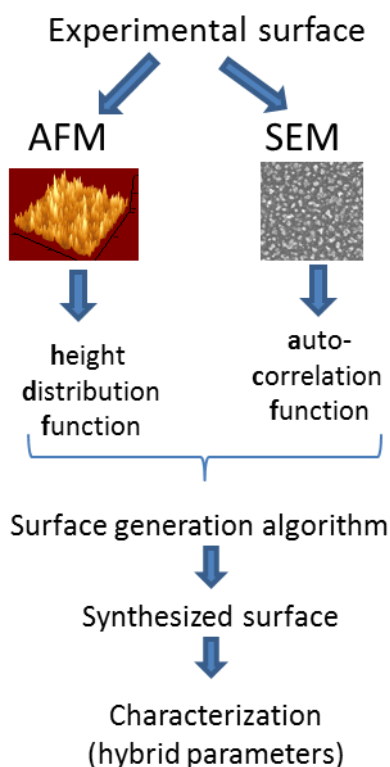 Experimental surface
AFM
SEM
height
distribution
function
auto-
correlation
function
Surface generation algorithm
Synthesized surface
Characterization
(hybrid parameters)